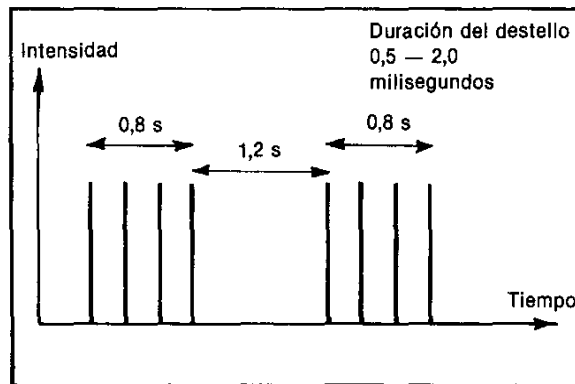 Duración del destello
0,5 — 2,0
milisegundos
Intensidad
0,8 s
1,2 s
0,8 s
Tiempo